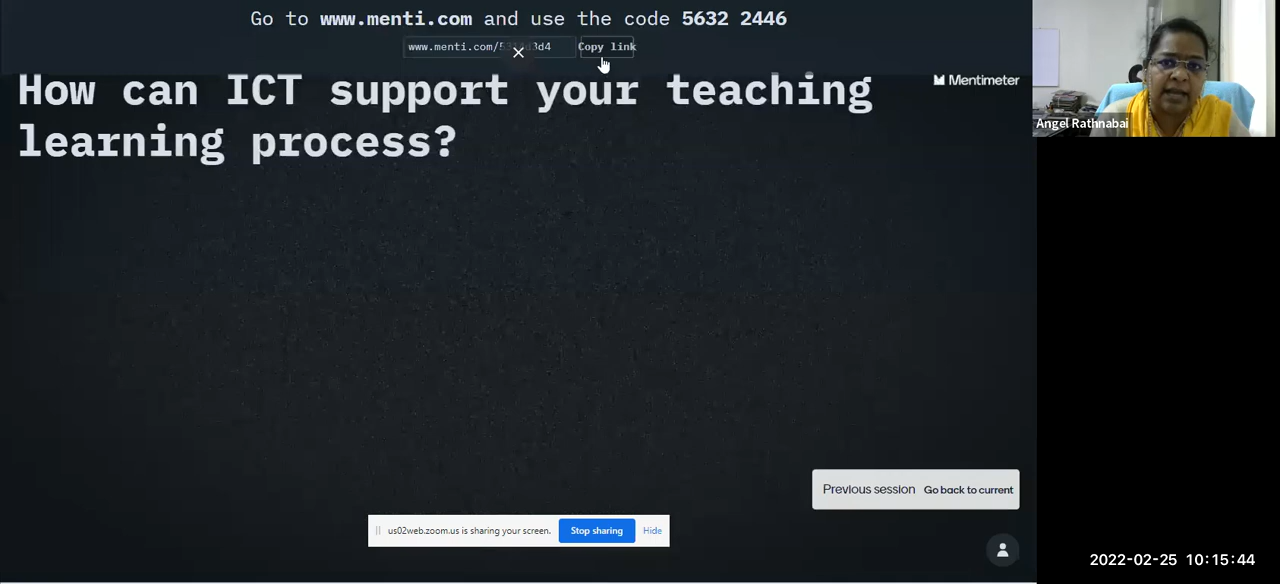 Go to www.menti.com and use the code 5632 2446
Copy link
How can ICT support your teaching
learning process?
Mentimeter
Angel Rathnabai
Previous session Go back to current
us02web.zoom.us is sharing your screen. Stop sharing Hide
2022-02-25 10:15:44